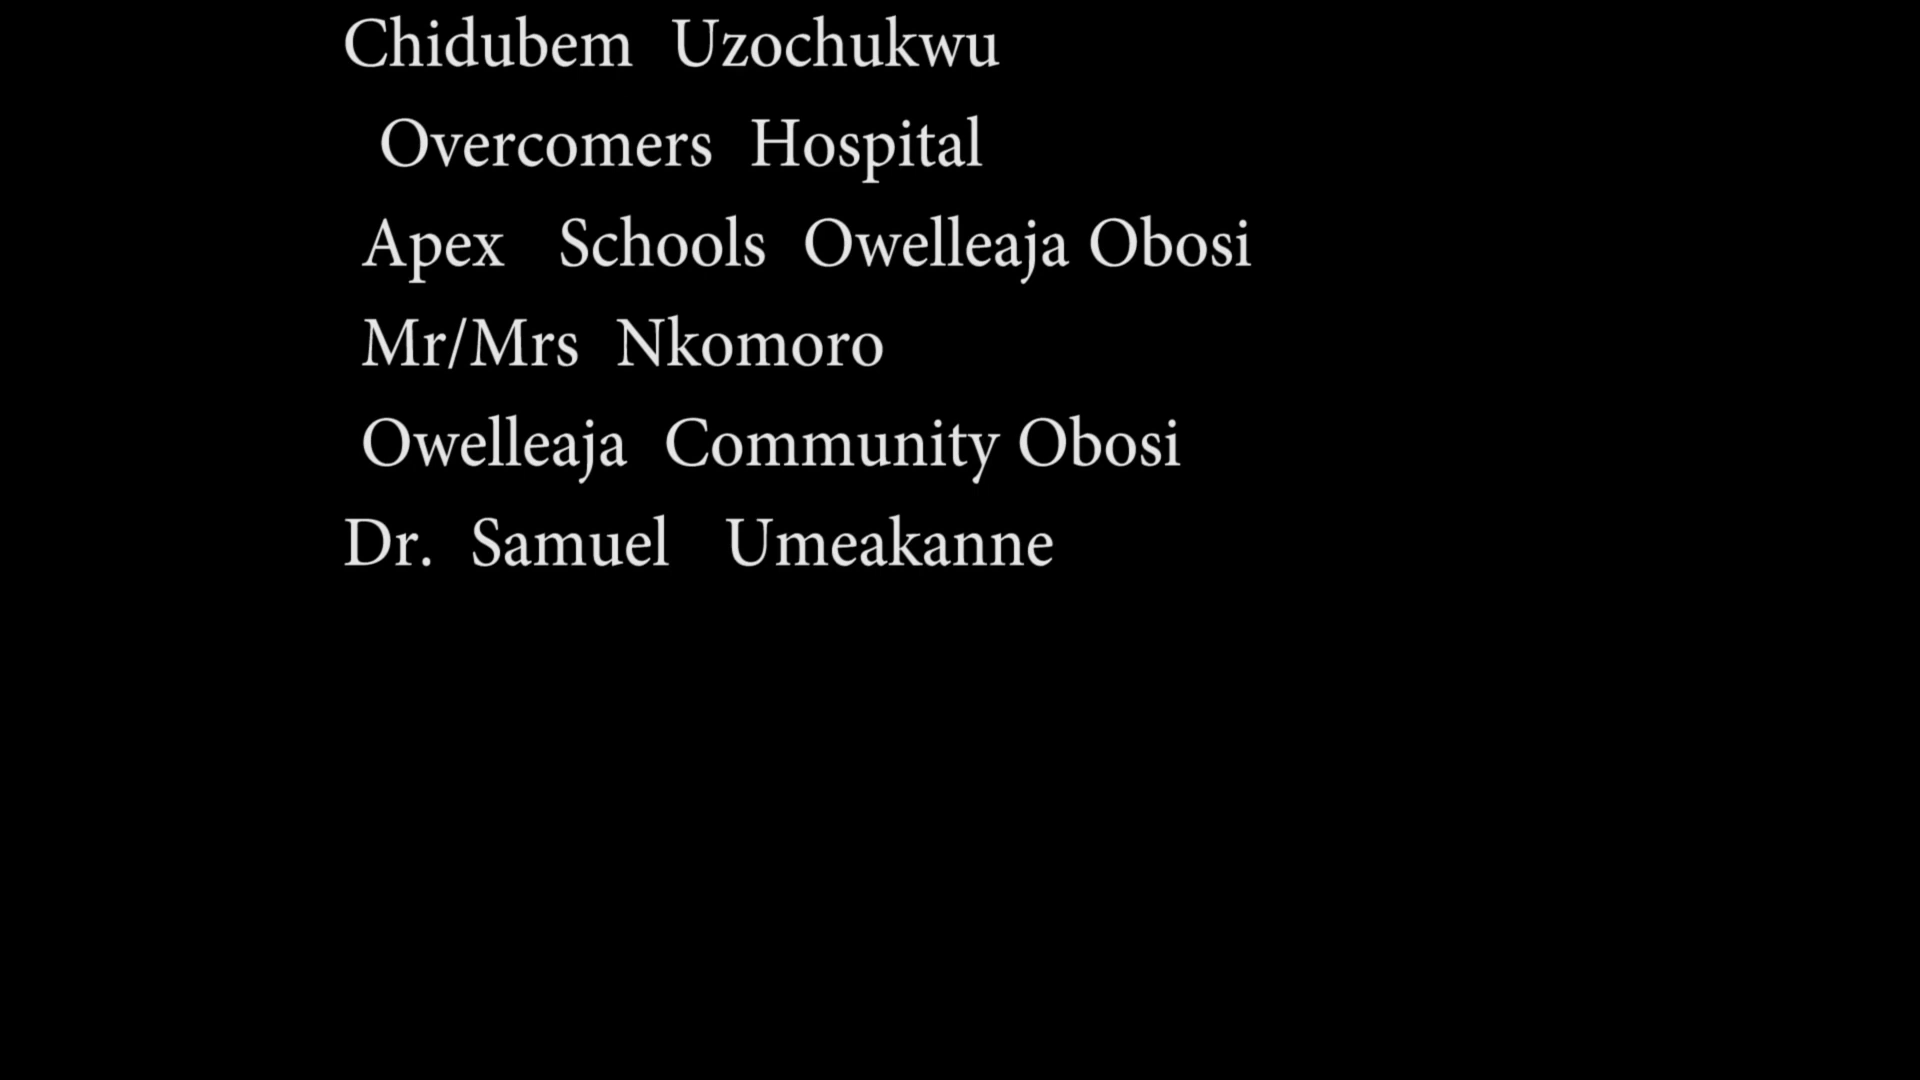 Chidubem Uzochukwu
Overcomers Hospital
Apex Schools Owelleaja Obosi
Mr/Mrs Nkomoro
Owelleaja Community Obosi
Dr. Samuel Umeakanne